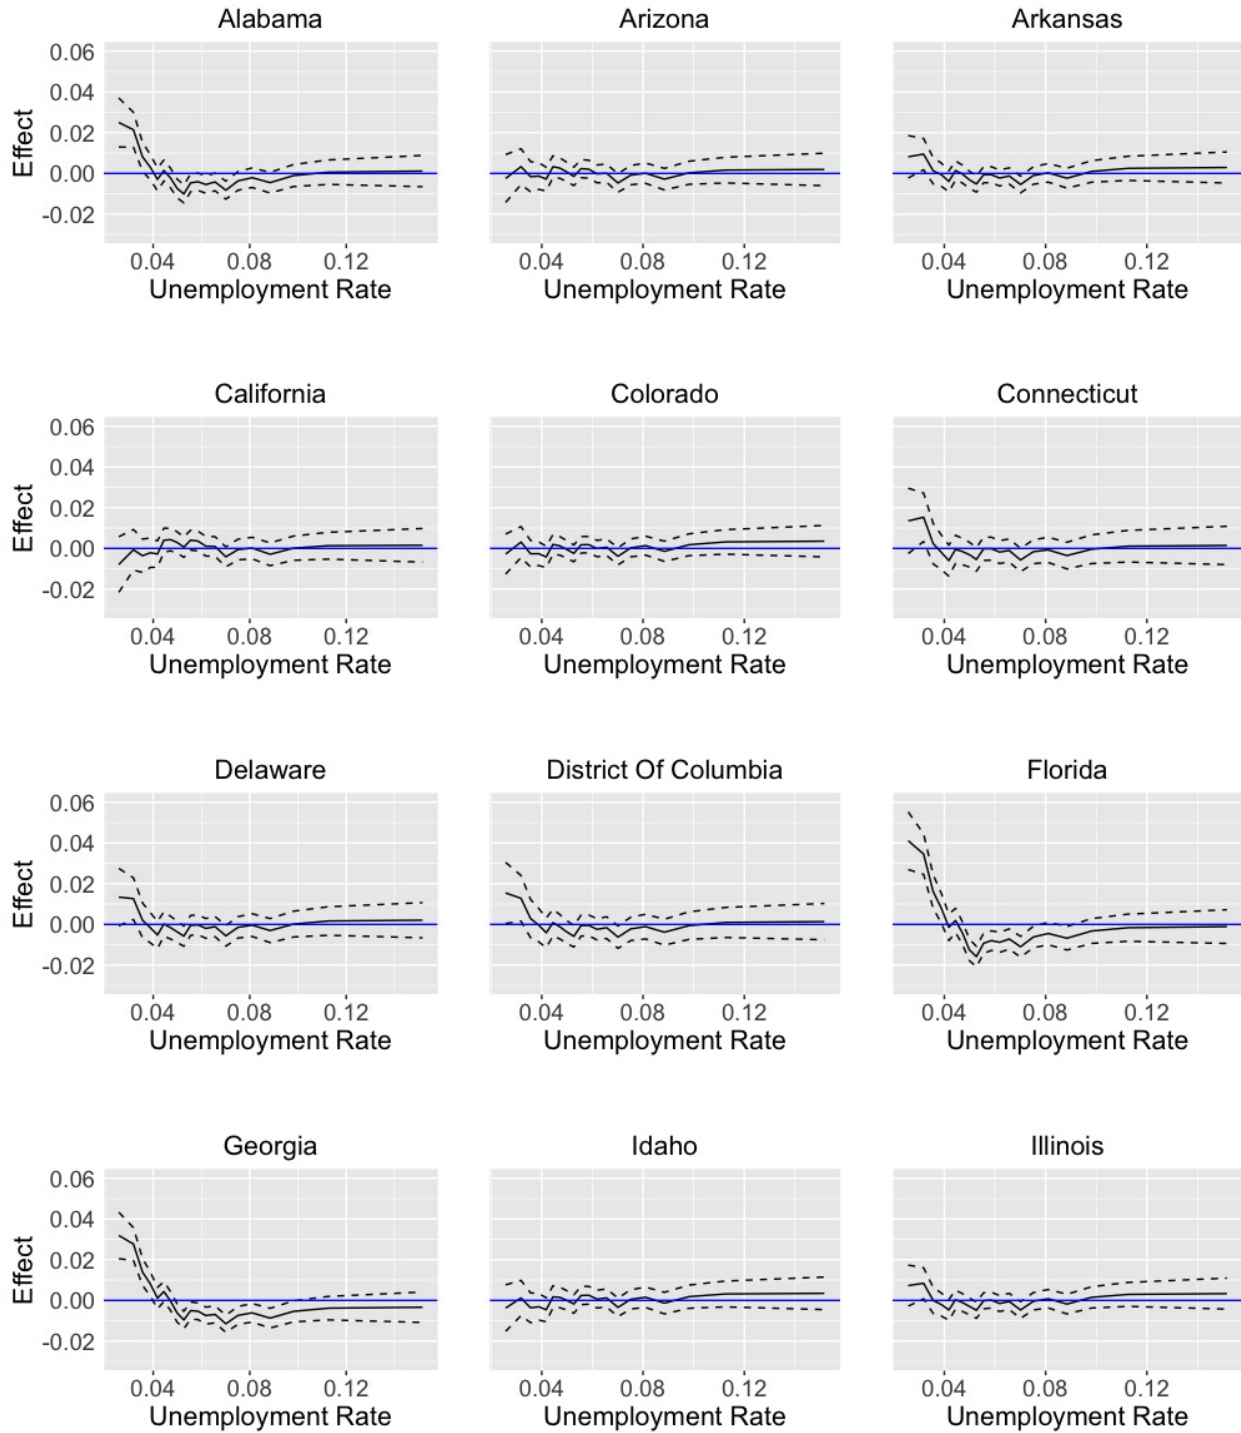 Alabama Arizona Arkansas
0.06
0.04
0.02
0.00
-0.02
Effect
0.04 0.08 0.12 0.04 0.08 0.12 0.04 0.08 0.12
Unemployment Rate Unemployment Rate Unemployment Rate
California Colorado Connecticut
0.06
0.04
0.02
0.00
-0.02
Effect
0.04 0.08 0.12 0.04 0.08 0.12 0.04 0.08 0.12
Unemployment Rate Unemployment Rate Unemployment Rate
Delaware District Of Columbia Florida
0.06
0.04
0.02
0.00
-0.02
Effect
0.04 0.08 0.12 0.04 0.08 0.12 0.04 0.08 0.12
Unemployment Rate Unemployment Rate Unemployment Rate
Georgia Idaho Illinois
0.06
0.04
0.02
0.00
-0.02
Effect
0.04 0.08 0.12 0.04 0.08 0.12 0.04 0.08 0.12
Unemployment Rate Unemployment Rate Unemployment Rate